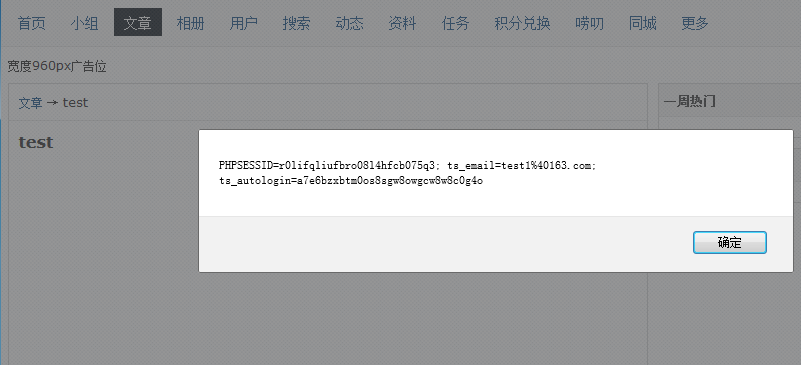 首页 小组 文章 相册 用户 搜索 动态 资料 任务 积分兑换 唠叨 同城 更多
宽度960px广告位
文章 → test
一周热门
test
PHPSESSID=r0lifqliufbro08l4hfcb075q3; ts_email=test1%40163.com;
ts_autologin=a7e6bzxbtm0os8sgw8owgcw8w8c0g4o
确定